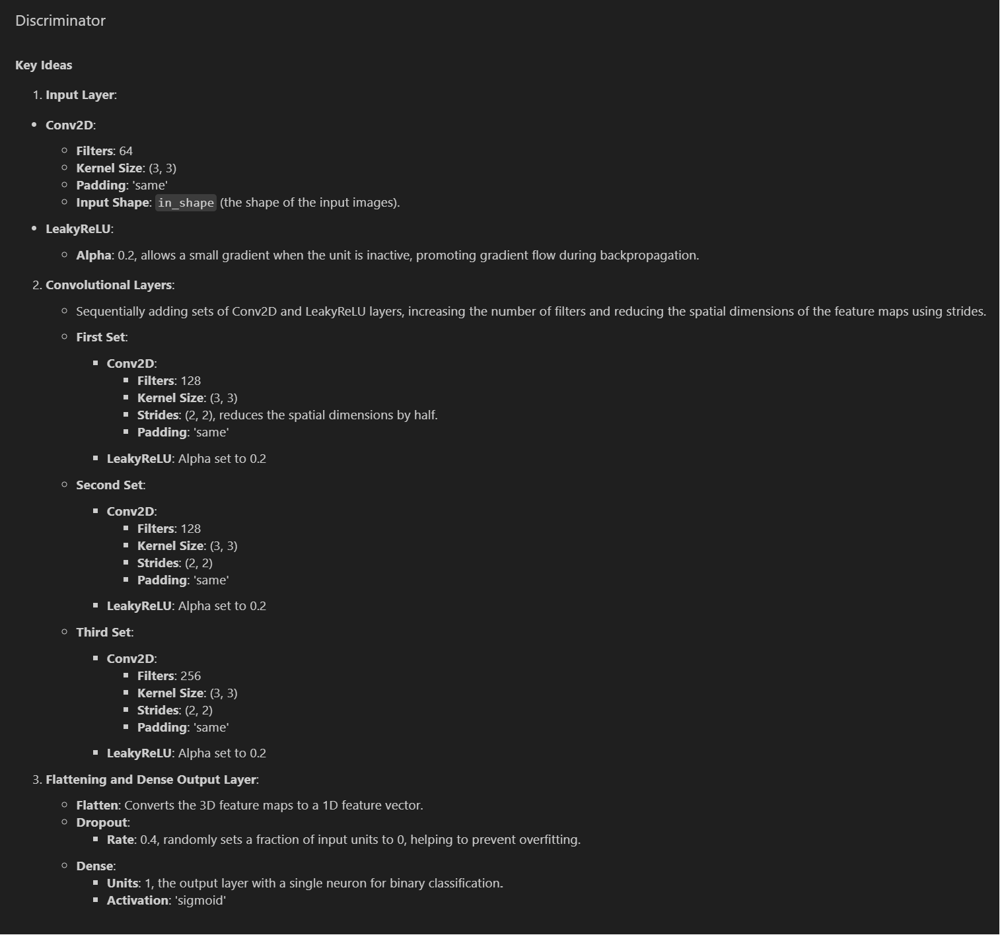 Discriminator
Key Ideas
1. Input Layer:
• Conv2D:
◦ Filters: 64
◦ Kernel Size: (3, 3)
◦ Padding: 'same'
◦ Input Shape: in_shape (the shape of the input images).
• LeakyReLU:
◦ Alpha: 0.2, allows a small gradient when the unit is inactive, promoting gradient flow during backpropagation.
2. Convolutional Layers:
◦ Sequentially adding sets of Conv2D and LeakyReLU layers, increasing the number of filters and reducing the spatial dimensions of the feature maps using strides.
◦ First Set:
▪ Conv2D:
▪ Filters: 128
▪ Kernel Size: (3, 3)
▪ Strides: (2, 2), reduces the spatial dimensions by half.
▪ Padding: 'same'
▪ LeakyReLU: Alpha set to 0.2
◦ Second Set:
▪ Conv2D:
▪ Filters: 128
▪ Kernel Size: (3, 3)
▪ Strides: (2, 2)
▪ Padding: 'same'
▪ LeakyReLU: Alpha set to 0.2
◦ Third Set:
▪ Conv2D:
▪ Filters: 256
▪ Kernel Size: (3, 3)
▪ Strides: (2, 2)
▪ Padding: 'same'
▪ LeakyReLU: Alpha set to 0.2
3. Flattening and Dense Output Layer:
◦ Flatten: Converts the 3D feature maps to a 1D feature vector.
◦ Dropout:
▪ Rate: 0.4, randomly sets a fraction of input units to 0, helping to prevent overfitting.
◦ Dense:
▪ Units: 1, the output layer with a single neuron for binary classification.
▪ Activation: 'sigmoid'